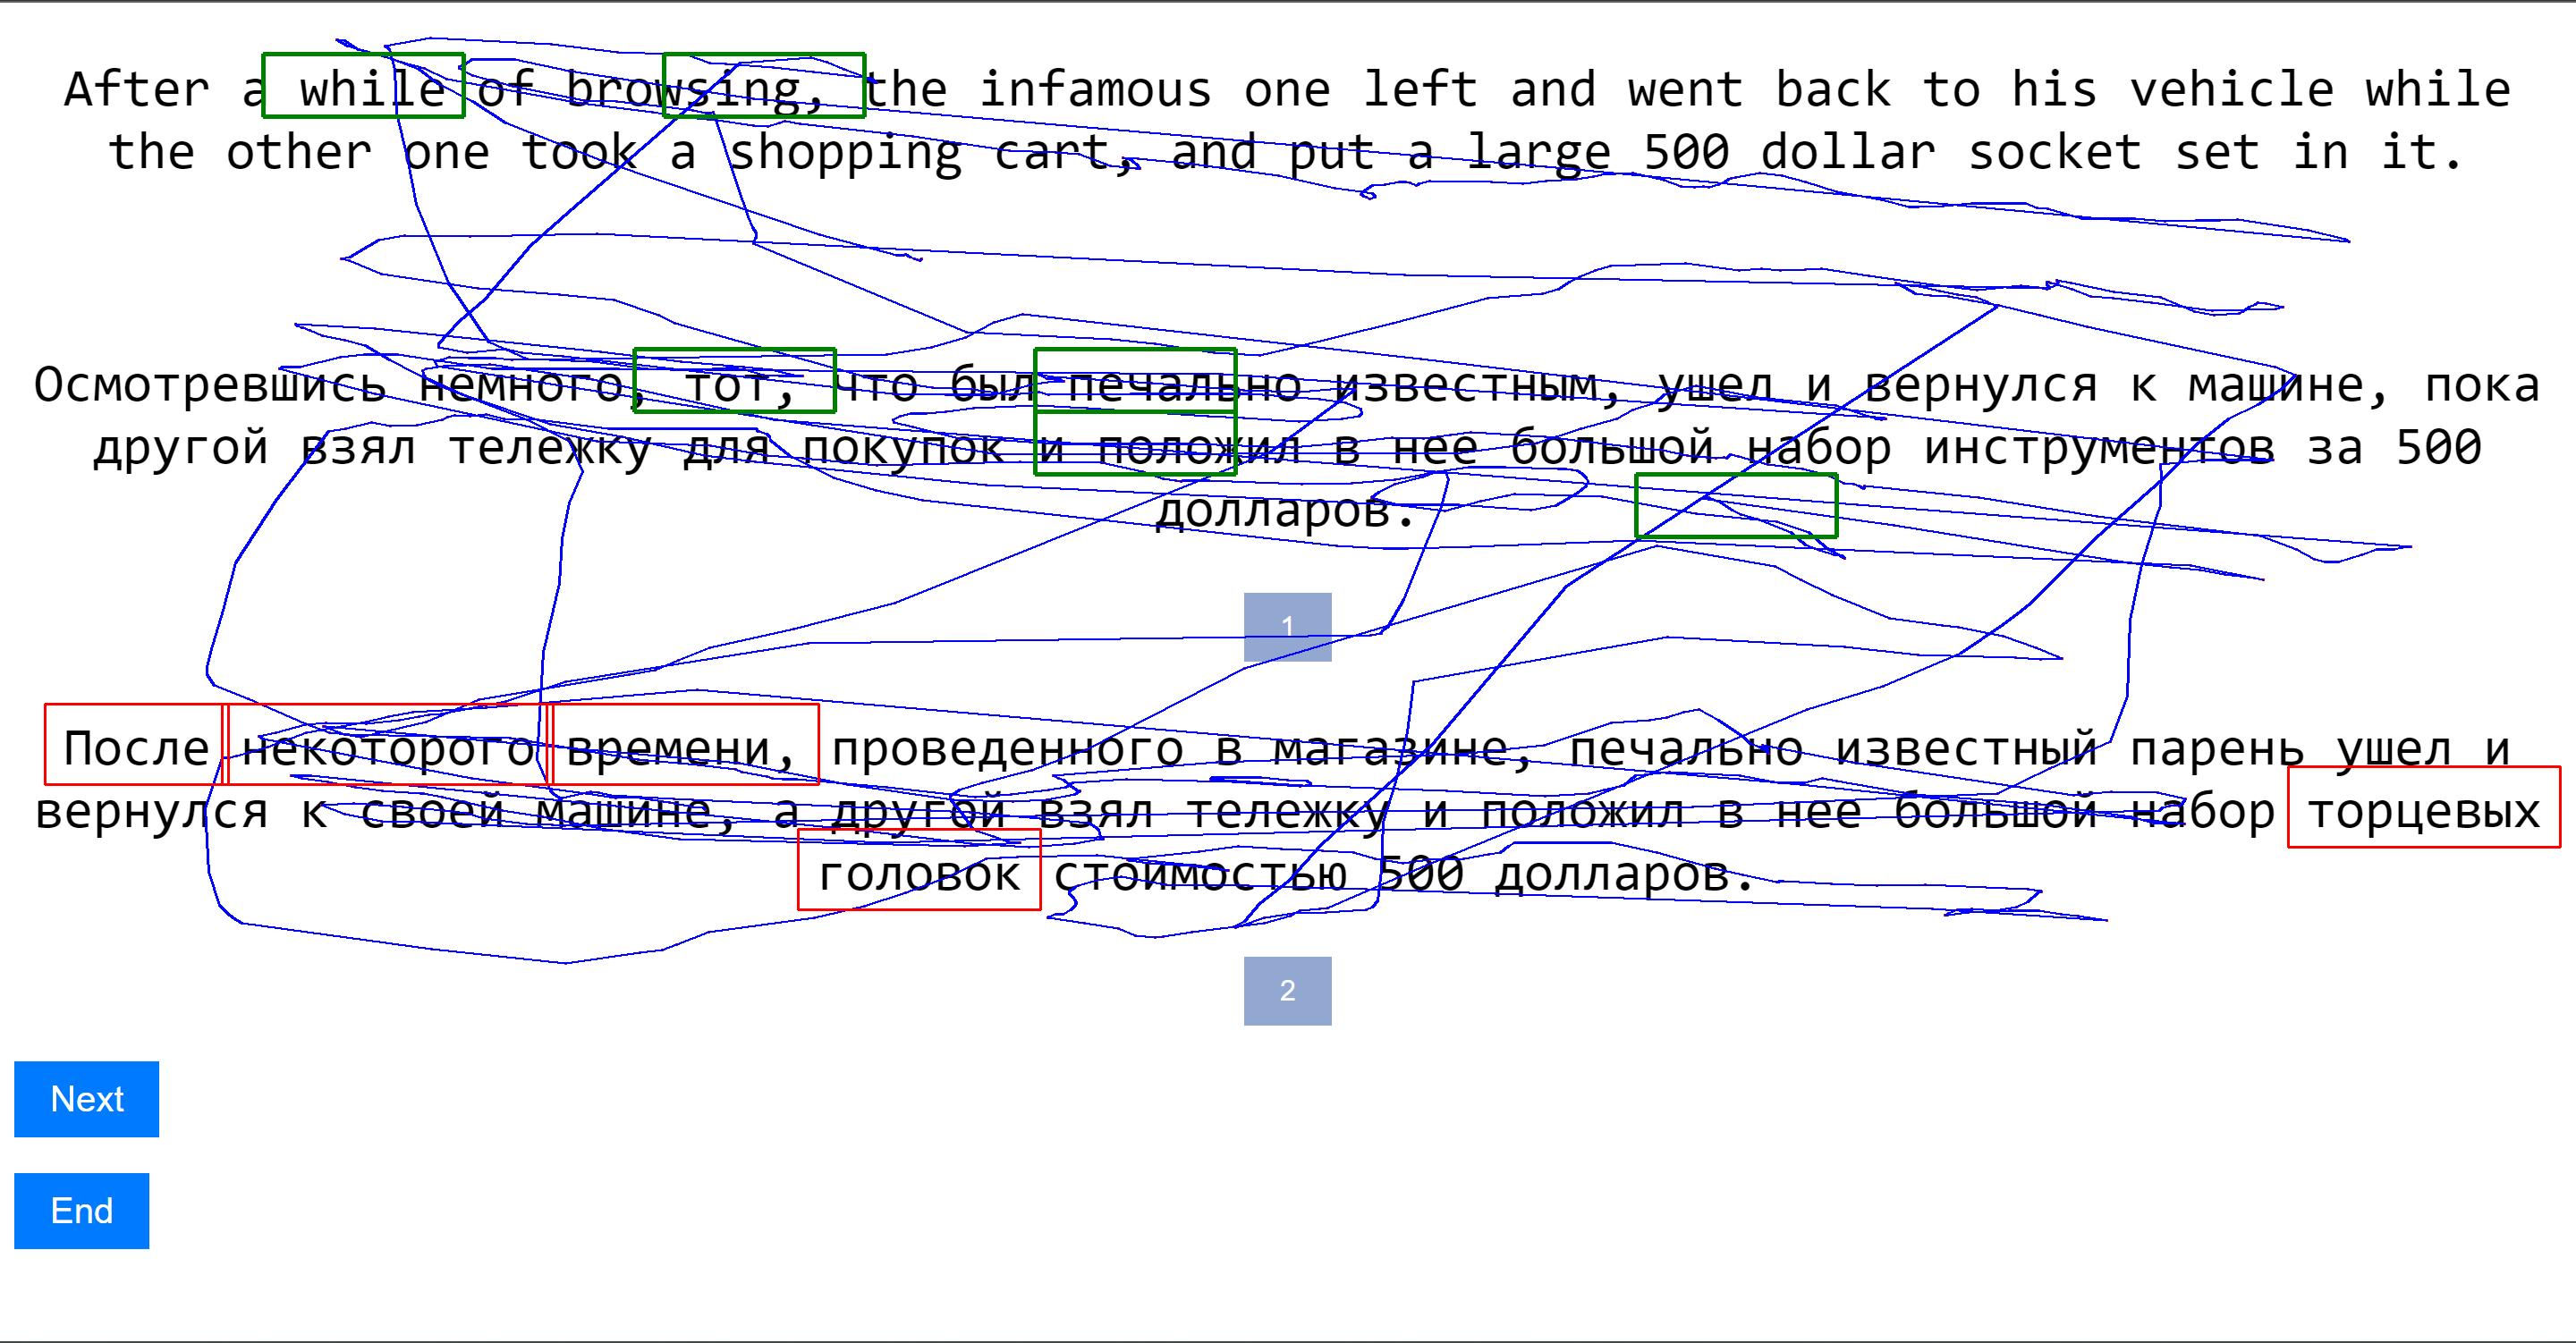 After a while of browsing, the infamous one left and went back to his vehicle while
the other one took a shopping cart, and put a large 500 dollar socket set in it.
Осмотревшись немного, тот, что был печально известным, ушел и вернулся к машине, пока
другой взял тележку для покупок и положил в нее большой набор инструментов за 500
долларов.
1
После некоторого времени, проведенного в магазине, печально известный парень ушел и
вернулся к своей машине, а другой взял тележку и положил в нее большой набор торцевых
головок стоимостью 500 долларов.
2
Next
End